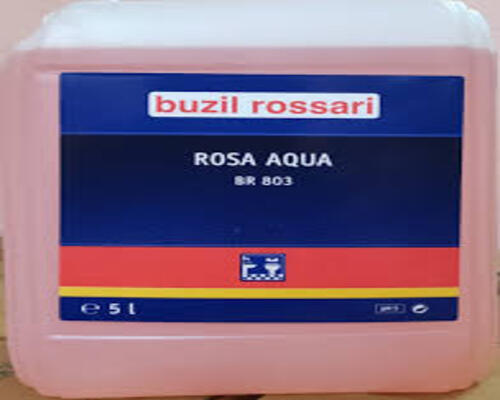 buzil rossari
ROSA AQUA
BR 803
℮ 5 l